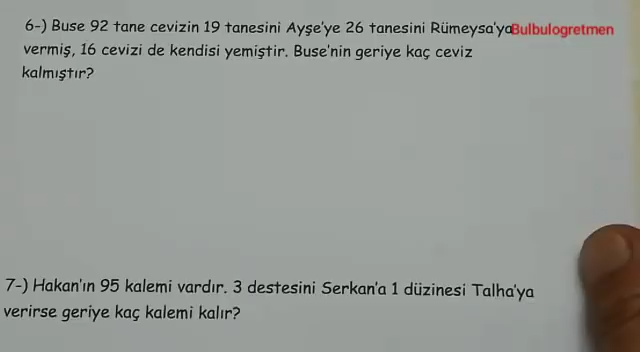 6-) Buse 92 tane cevizin 19 tanesini Ayşe'ye 26 tanesini Rümeysa'ya Bulbulogretmen
vermiş, 16 cevizi de kendisi yemiştir. Buse'nin geriye kaç ceviz
kalmıştır?
7-) Hakan'ın 95 kalemi vardır. 3 destesini Serkan'a 1 düzinesi Talha'ya
verirse geriye kaç kalemi kalır?